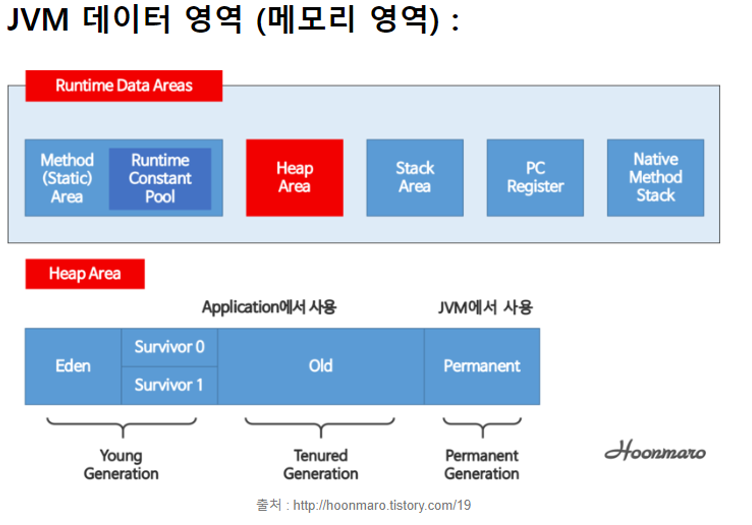 JVM 데이터 영역 (메모리 영역) :
Runtime Data Areas
Method
(Static)
Area
Runtime
Constant
Pool
Heap
Area
Stack
Area
PC
Register
Native
Method
Stack
Heap Area
Application에서 사용
JVM에서 사용
Eden
Survivor 0
Survivor 1
Old
Permanent
Young
Generation
Tenured
Generation
Permanent
Generation
Hoonmaro
출처 : http://hoonmaro.tistory.com/19